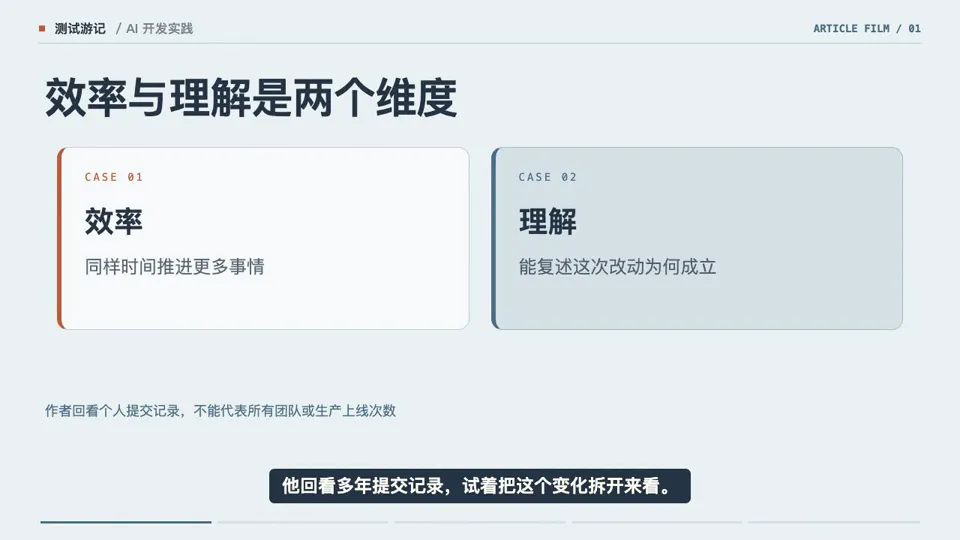 测试游记 / AI 开发实践
ARTICLE FILM / 01
效率与理解是两个维度
CASE 01
效率
同样时间推进更多事情
CASE 02
理解
能复述这次改动为何成立
作者回看个人提交记录，不能代表所有团队或生产上线次数
他回看多年提交记录，试着把这个变化拆开来看。